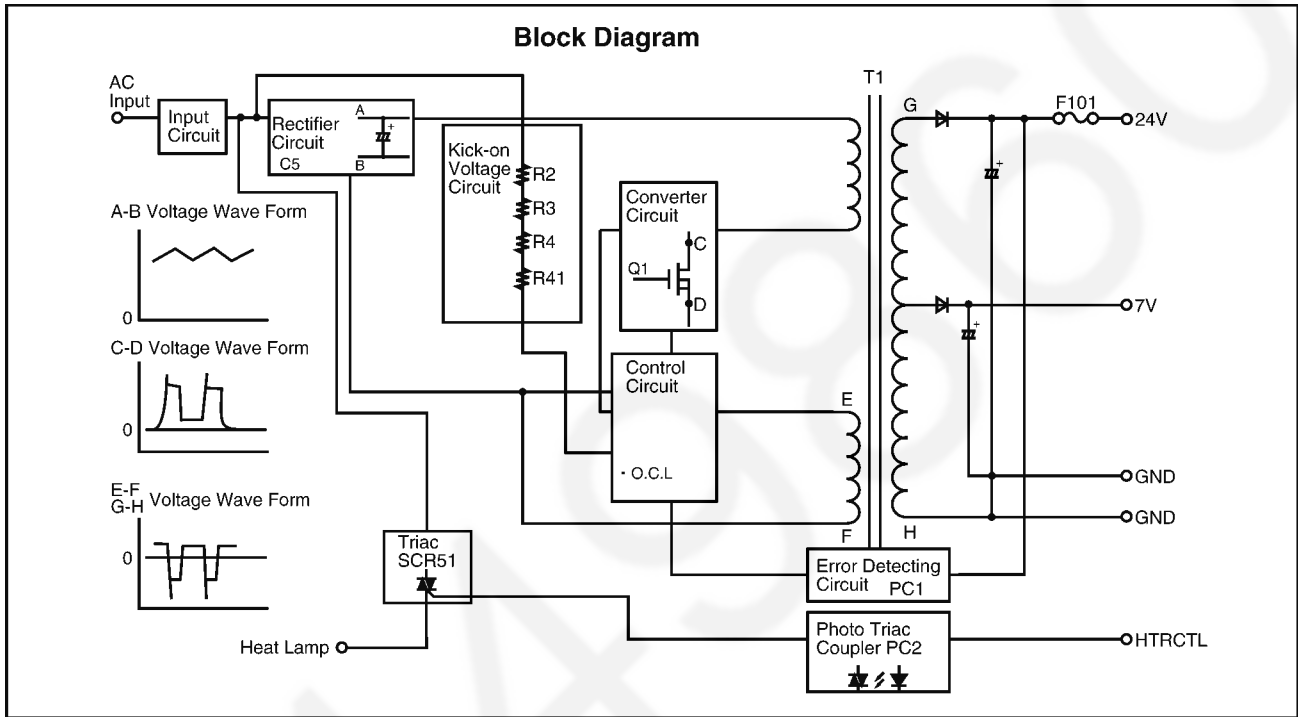 Block Diagram
AC
Input
Input
Circuit
Rectifier
Circuit
C5
A
+
B
Kick-on
Voltage
Circuit
R2
R3
R4
R41
Converter
Circuit
C
Q1
D
T1
G
F101
24V
+
7V
+
A-B Voltage Wave Form
0
C-D Voltage Wave Form
0
E-F
G-H Voltage Wave Form
0
Control
Circuit
· O.C.L
E
F
H
GND
GND
Triac
SCR51
Error Detecting
Circuit PC1
Heat Lamp
Photo Triac
Coupler PC2
HTRCTL